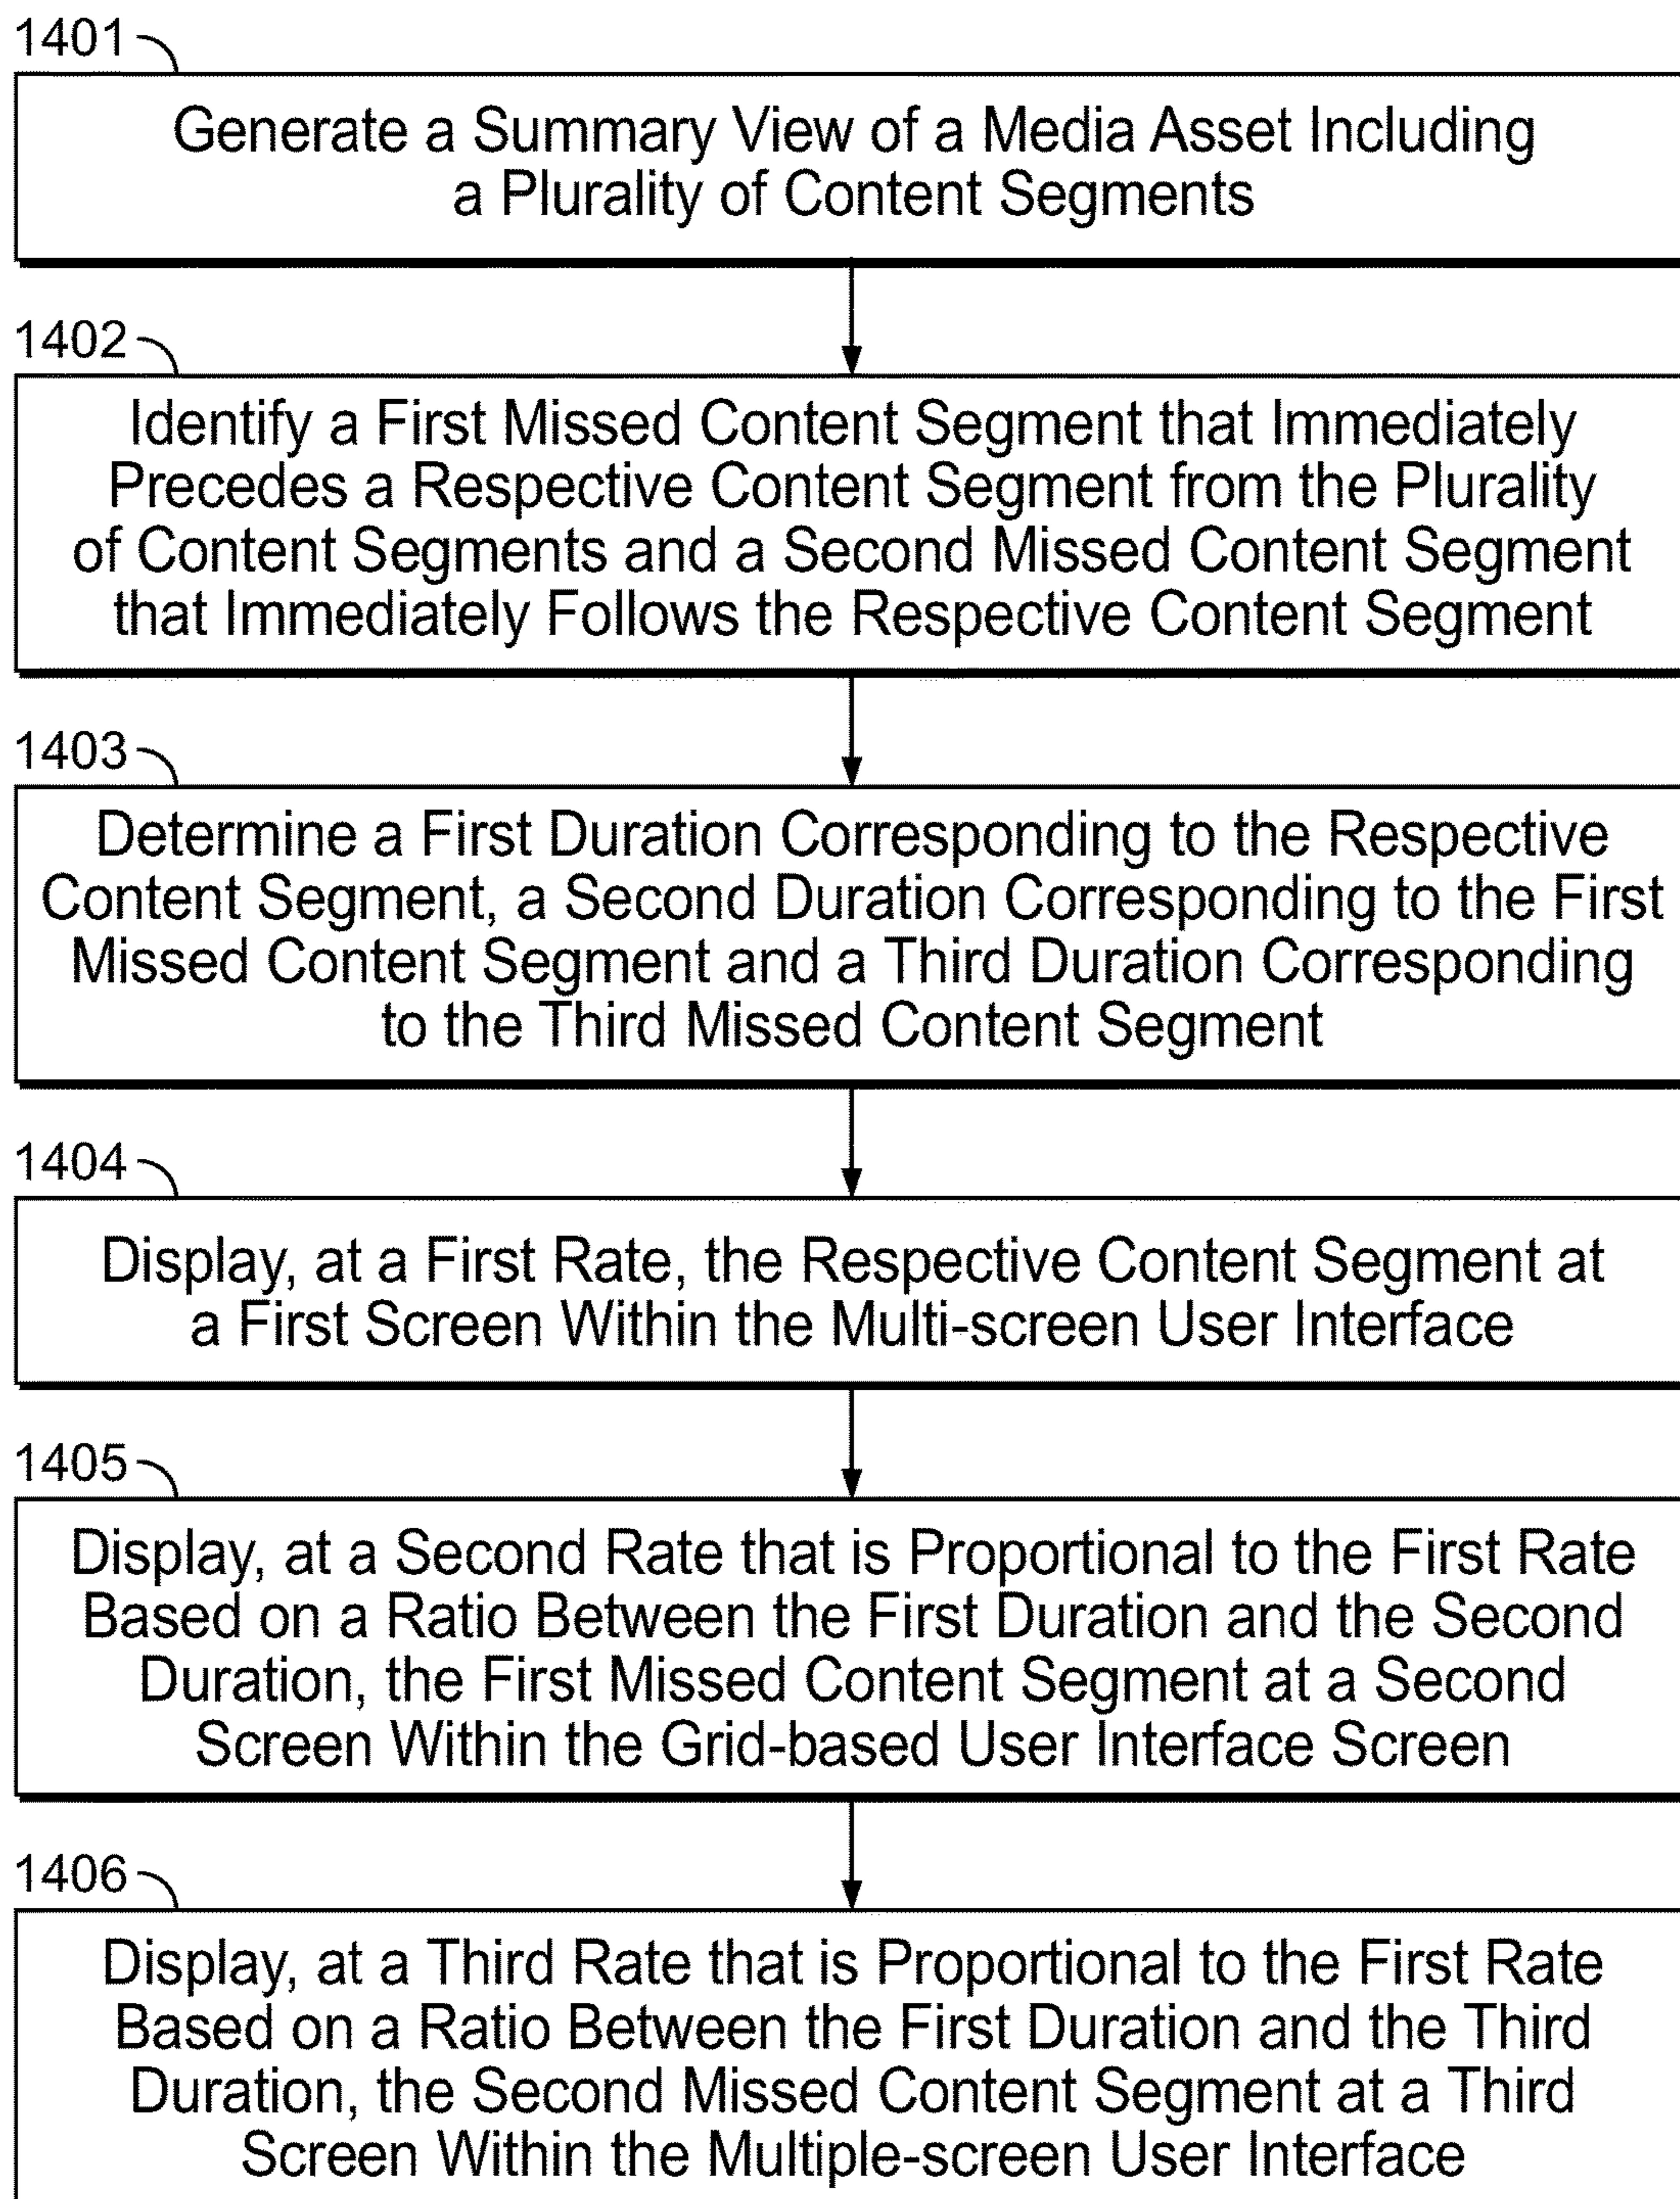 1401
Generate a Summary View of a Media Asset Including
a Plurality of Content Segments
1402
Identify a First Missed Content Segment that Immediately
Precedes a Respective Content Segment from the Plurality
of Content Segments and a Second Missed Content Segment
that Immediately Follows the Respective Content Segment
1403
Determine a First Duration Corresponding to the Respective
Content Segment, a Second Duration Corresponding to the First
Missed Content Segment and a Third Duration Corresponding
to the Third Missed Content Segment
1404
Display, at a First Rate, the Respective Content Segment at
a First Screen Within the Multi-screen User Interface
1405
Display, at a Second Rate that is Proportional to the First Rate
Based on a Ratio Between the First Duration and the Second
Duration, the First Missed Content Segment at a Second
Screen Within the Grid-based User Interface Screen
1406
Display, at a Third Rate that is Proportional to the First Rate
Based on a Ratio Between the First Duration and the Third
Duration, the Second Missed Content Segment at a Third
Screen Within the Multiple-screen User Interface